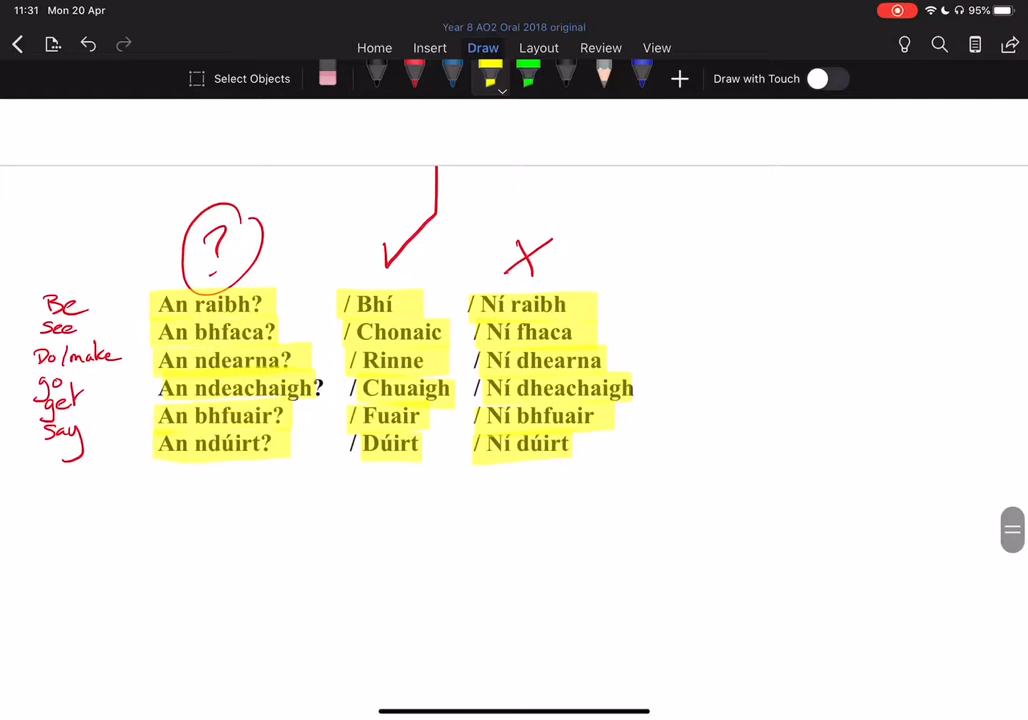 11:31 Mon 20 Apr 95%
Year 8 AO2 Oral 2018 original
Home Insert Draw Layout Review View
Select Objects Draw with Touch
?
Be An raibh? / Bhí / Ní raibh
see An bhfaca? / Chonaic / Ní fhaca
Do/make An ndearna? / Rinne / Ní dhearna
go An ndeachaigh? / Chuaigh / Ní dheachaigh
get An bhfuair? / Fuair / Ní bhfuair
say An ndúirt? / Dúirt / Ní dúirt